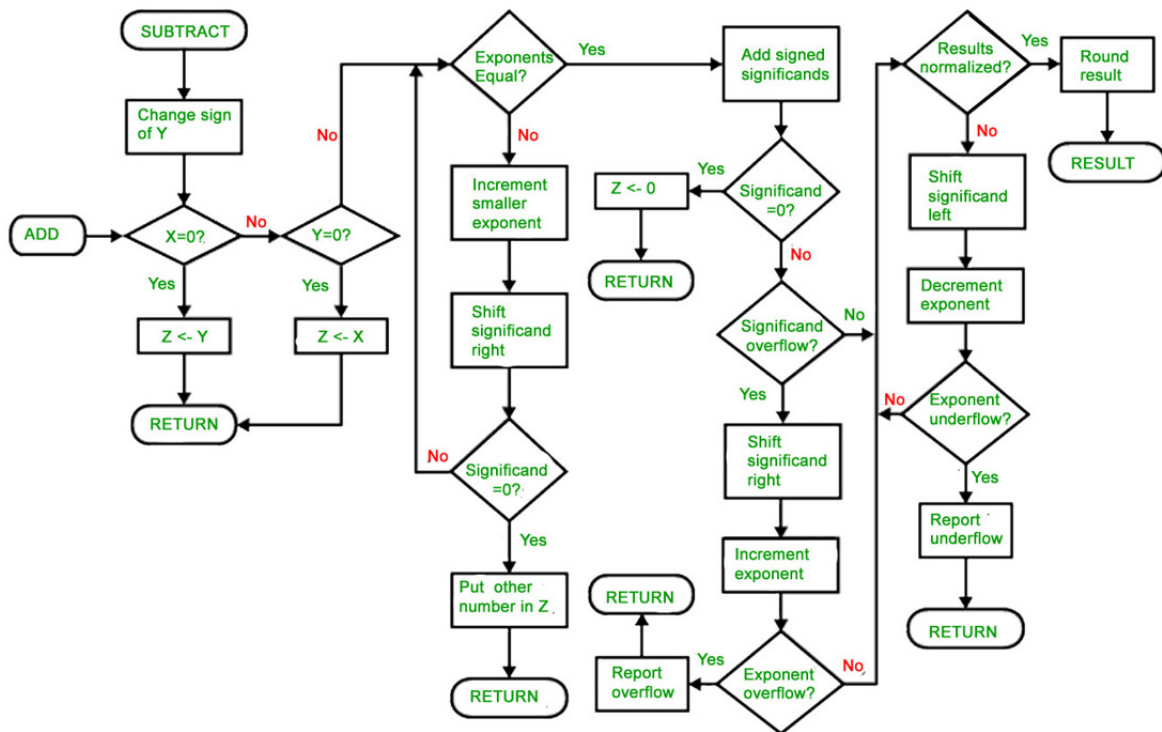 SUBTRACT
Change sign
of Y
ADD
X=0?
No
Y=0?
No
Yes
Z <- Y
Yes
Z <- X
RETURN
Exponents
Equal?
Yes
No
Increment
smaller
exponent
Shift
significand
right
No
Significand
=0?
Yes
Put other
number in Z
RETURN
Add signed
significands
Significand
=0?
Yes
Z <- 0
RETURN
No
Significand
overflow?
No
Yes
Shift
significand
right
Increment
exponent
Exponent
overflow?
Yes
Report
overflow
RETURN
No
Results
normalized?
Yes
Round
result
RESULT
No
Shift
significand
left
Decrement
exponent
Exponent
underflow?
No
Yes
Report
underflow
RETURN